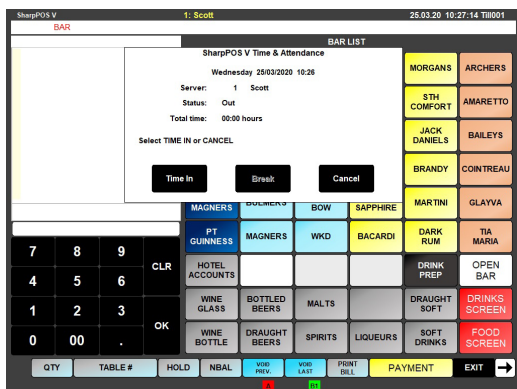 SharpPOS V
1: Scott
25.03.20 10:27:14 Till001
BAR
BAR LIST
SharpPOS V Time & Attendance
Wednesday 25/03/2020 10:26
Server: 1 Scott
Status: Out
Total time: 00:00 hours
Select TIME IN or CANCEL
Time In
Break
Cancel
MORGANS
ARCHERS
STH
COMFORT
AMARETTO
JACK
DANIELS
BAILEYS
BRANDY
COINTREAU
MAGNERS
BULMERS
BOW
SAPPHIRE
MARTINI
GLAYVA
PT
GUINNESS
MAGNERS
WKD
BACARDI
DARK
RUM
TIA
MARIA
7 8 9
CLR
HOTEL
ACCOUNTS
DRINK
PREP
OPEN
BAR
4 5 6
WINE
GLASS
BOTTLED
BEERS
MALTS
DRAUGHT
SOFT
DRINKS
SCREEN
1 2 3
OK
WINE
BOTTLE
DRAUGHT
BEERS
SPIRITS
LIQUEURS
SOFT
DRINKS
FOOD
SCREEN
0 00 .
QTY
TABLE #
HOLD
NBAL
VOID
PREV.
VOID
LAST
PRINT
BILL
PAYMENT
EXIT
A
B1